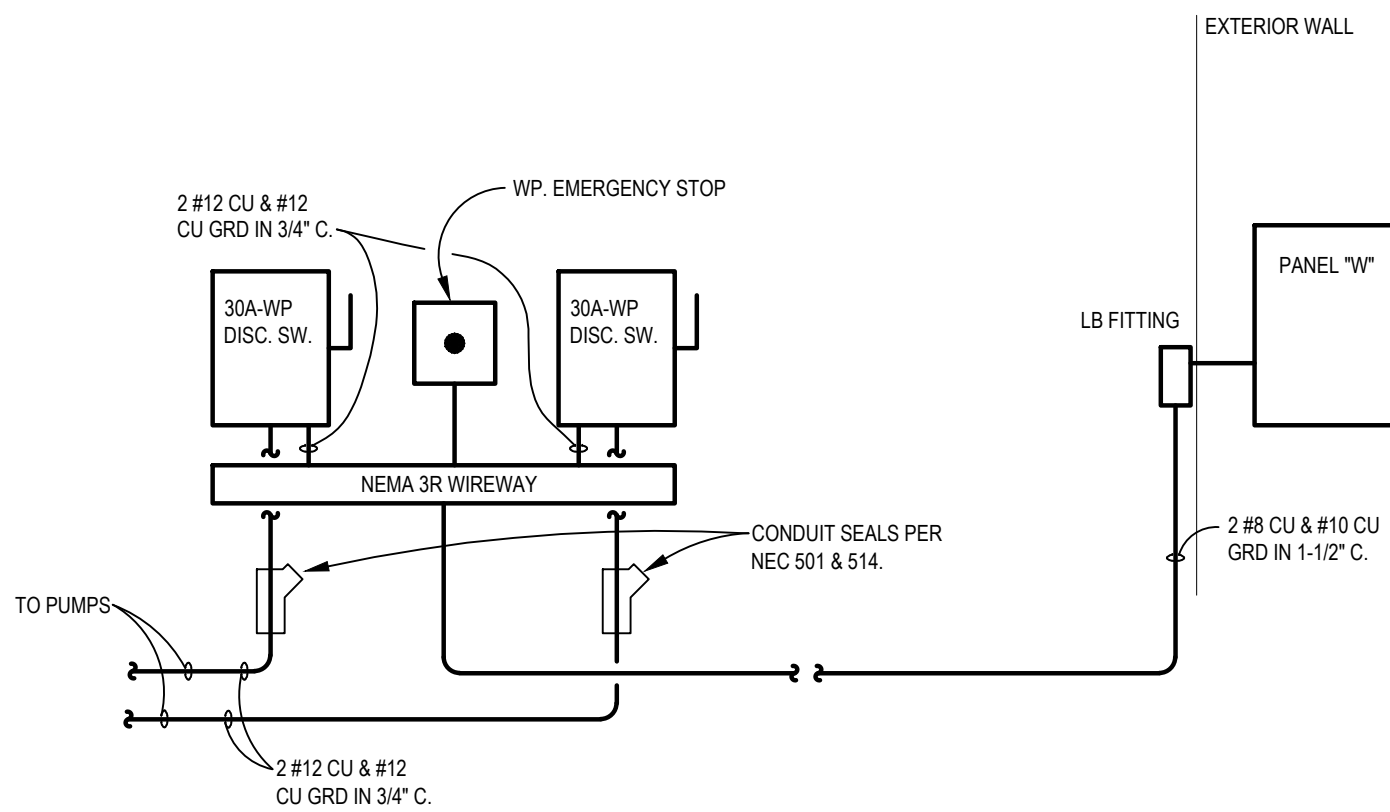 EXTERIOR WALL
2 #12 CU & #12
CU GRD IN 3/4" C.
WP. EMERGENCY STOP
30A-WP
DISC. SW.
30A-WP
DISC. SW.
PANEL "W"
LB FITTING
NEMA 3R WIREWAY
CONDUIT SEALS PER
NEC 501 & 514.
2 #8 CU & #10 CU
GRD IN 1-1/2" C.
TO PUMPS
2 #12 CU & #12
CU GRD IN 3/4" C.